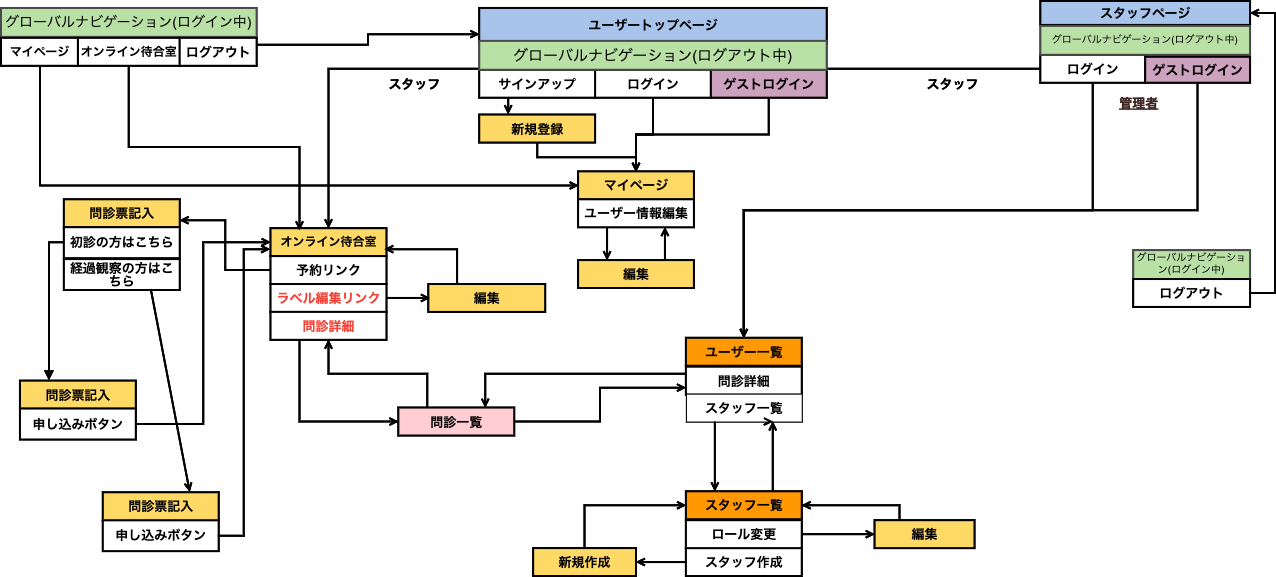 グローバルナビゲーション(ログイン中)
マイページ
オンライン待合室
ログアウト
ユーザートップページ
グローバルナビゲーション(ログアウト中)
サインアップ
ログイン
ゲストログイン
スタッフページ
グローバルナビゲーション(ログアウト中)
ログイン
ゲストログイン
スタッフ
スタッフ
管理者
新規登録
マイページ
ユーザー情報編集
編集
問診票記入
初診の方はこちら
経過観察の方はこ
ちら
オンライン待合室
予約リンク
ラベル編集リンク
問診詳細
編集
グローバルナビゲーショ
ン(ログイン中)
ログアウト
ユーザー一覧
問診詳細
スタッフ一覧
問診票記入
申し込みボタン
問診一覧
問診票記入
申し込みボタン
スタッフ一覧
ロール変更
スタッフ作成
編集
新規作成